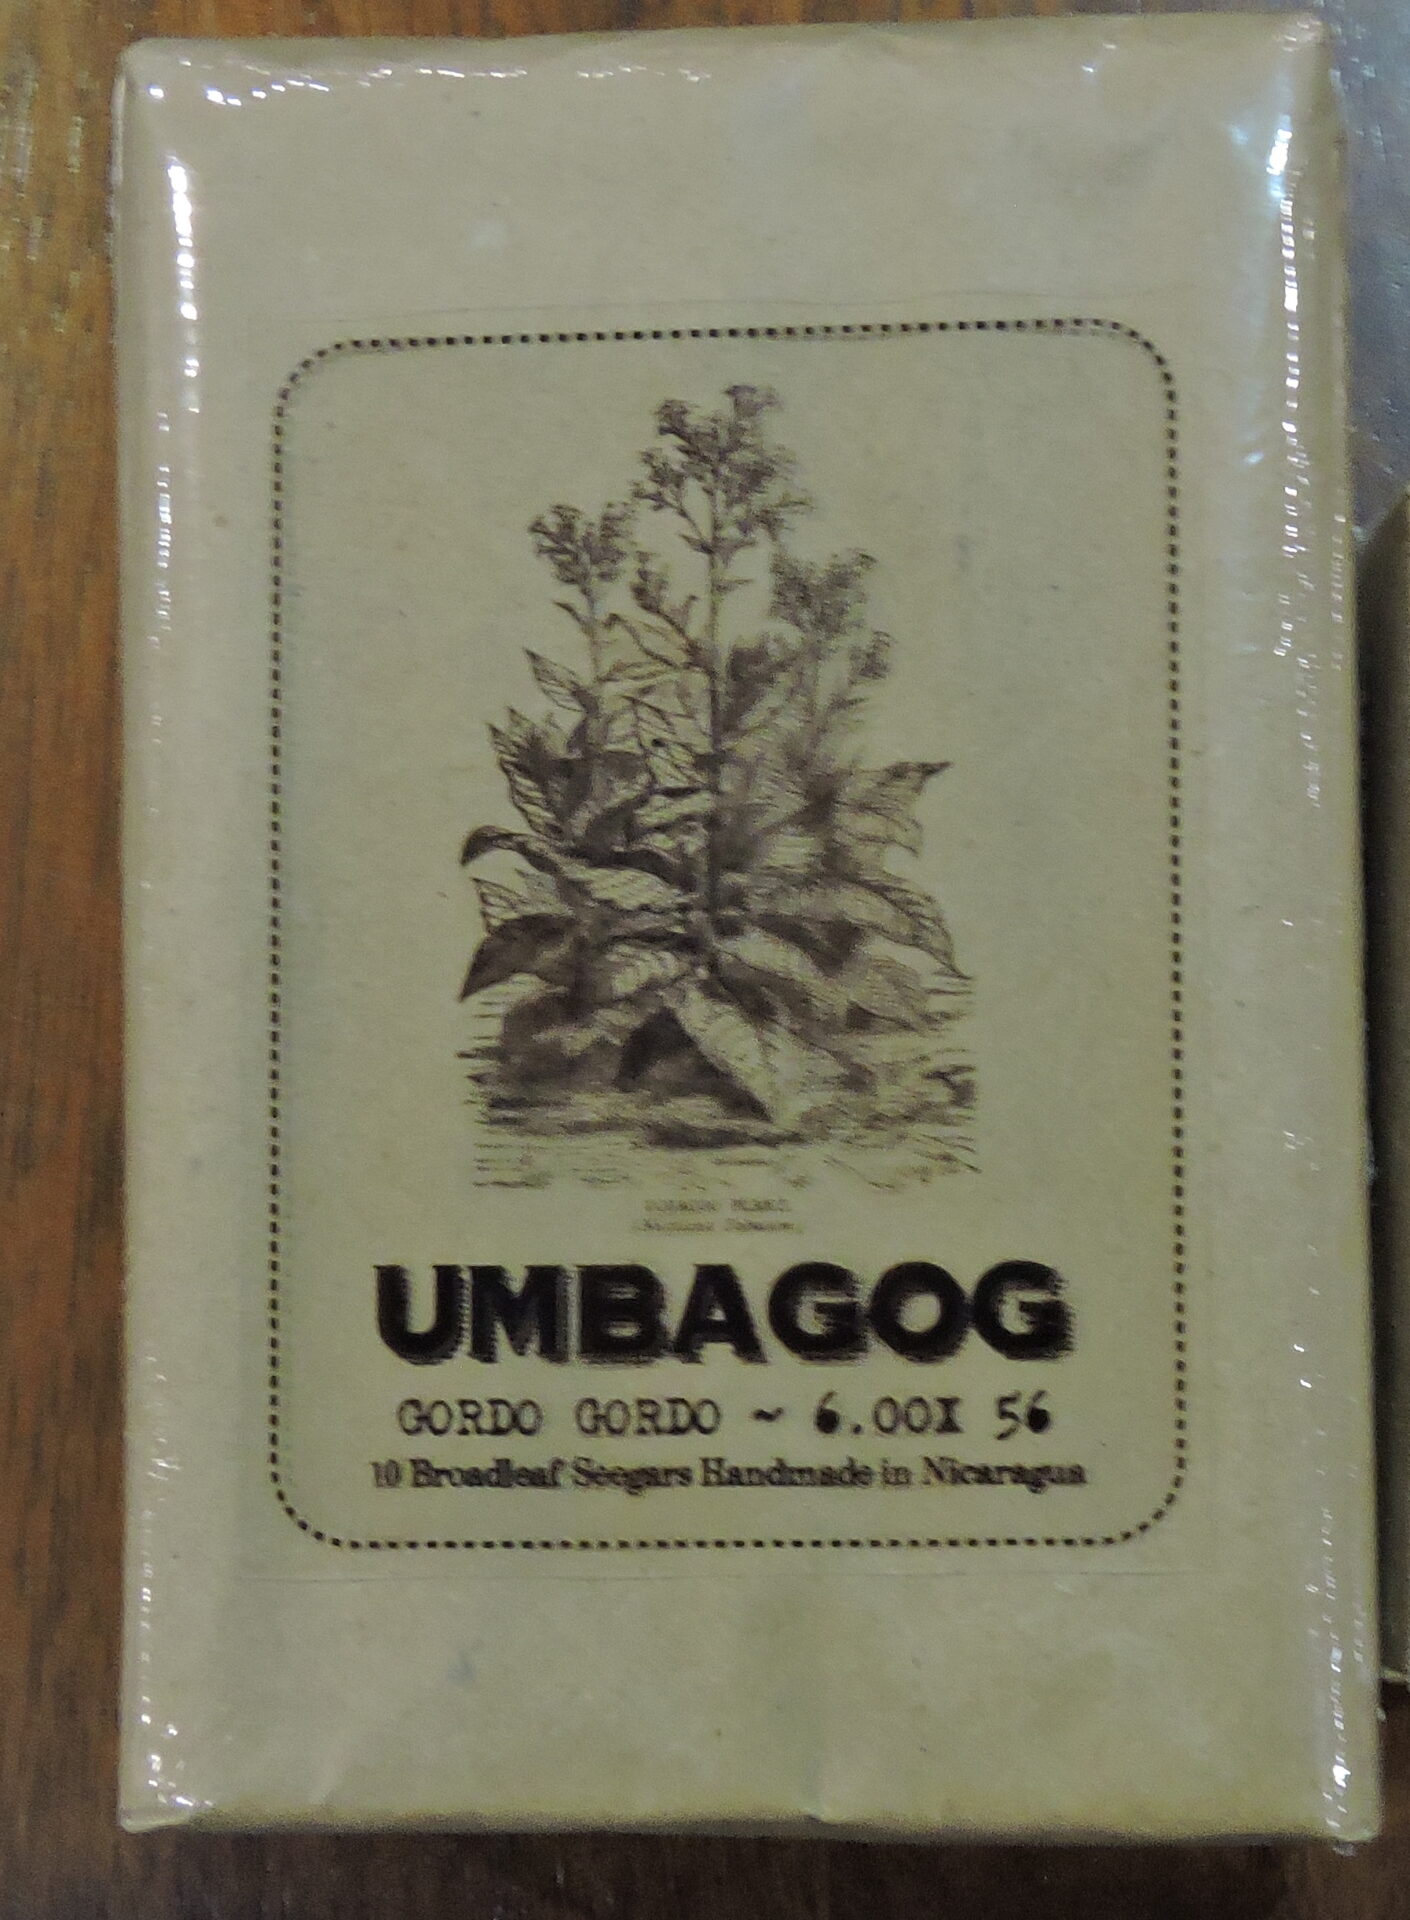 UMBAGOG
GORDO GORDO ~ 6.00X 56
10 Broadleaf Seegars Handmade in Nicaragua